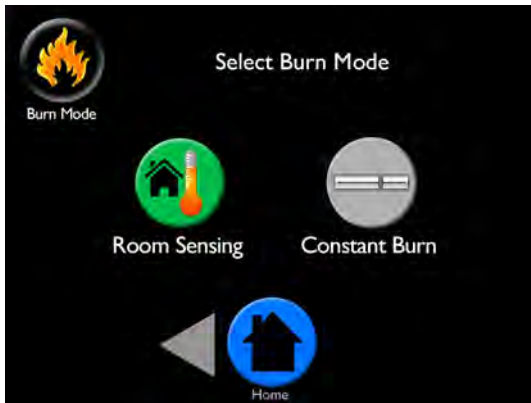 Select Burn Mode
Burn Mode
Room Sensing
Constant Burn
Home